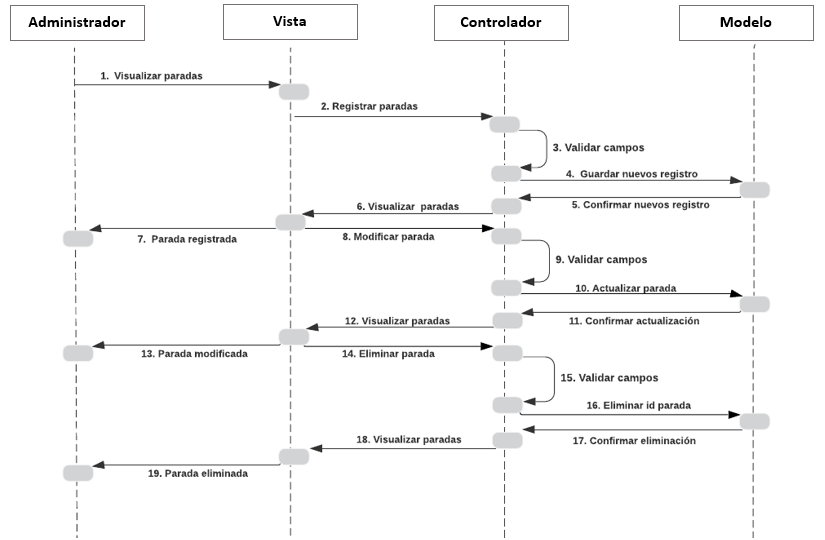 Administrador
Vista
Controlador
Modelo
1. Visualizar paradas
2. Registrar paradas
3. Validar campos
4. Guardar nuevos registro
5. Confirmar nuevos registro
6. Visualizar paradas
7. Parada registrada
8. Modificar parada
9. Validar campos
10. Actualizar parada
11. Confirmar actualización
12. Visualizar paradas
13. Parada modificada
14. Eliminar parada
15. Validar campos
16. Eliminar id parada
17. Confirmar eliminación
18. Visualizar paradas
19. Parada eliminada